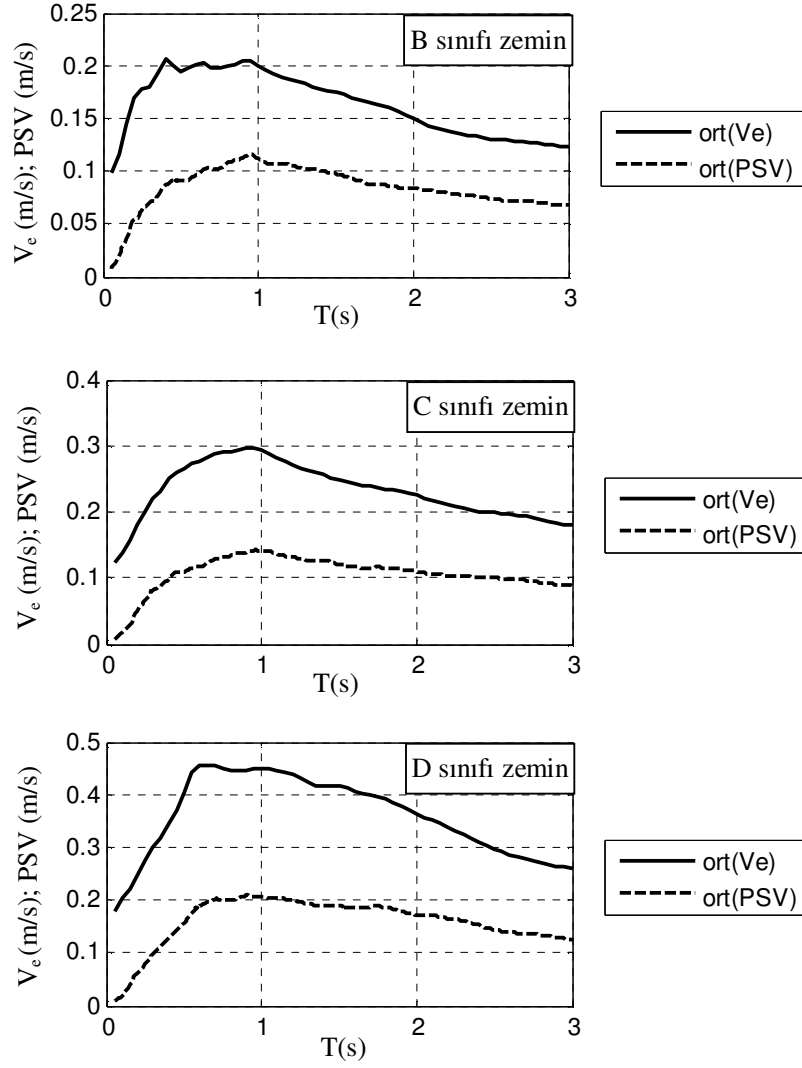 0.25
0.2
0.15
0.1
0.05
0
V_e (m/s); PSV (m/s)
B sınıfı zemin
0
1
2
3
T(s)
ort(Ve)
ort(PSV)
0.4
0.3
0.2
0.1
0
V_e (m/s); PSV (m/s)
C sınıfı zemin
0
1
2
3
T(s)
ort(Ve)
ort(PSV)
0.5
0.4
0.3
0.2
0.1
0
V_e (m/s); PSV (m/s)
D sınıfı zemin
0
1
2
3
T(s)
ort(Ve)
ort(PSV)